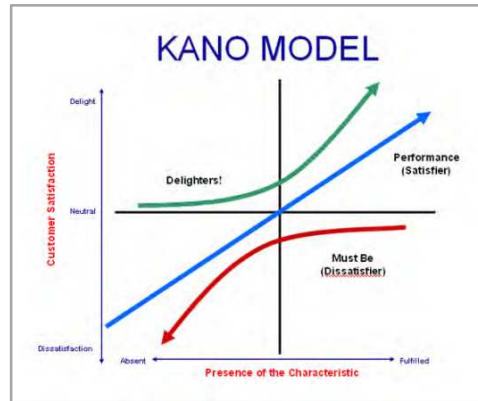 KANO MODEL
Delight
Delighters!
Performance
(Satisfier)
Customer Satisfaction
Neutral
Must Be
(Dissatisfier)
Dissatisfaction
Absent
Fulfilled
Presence of the Characteristic